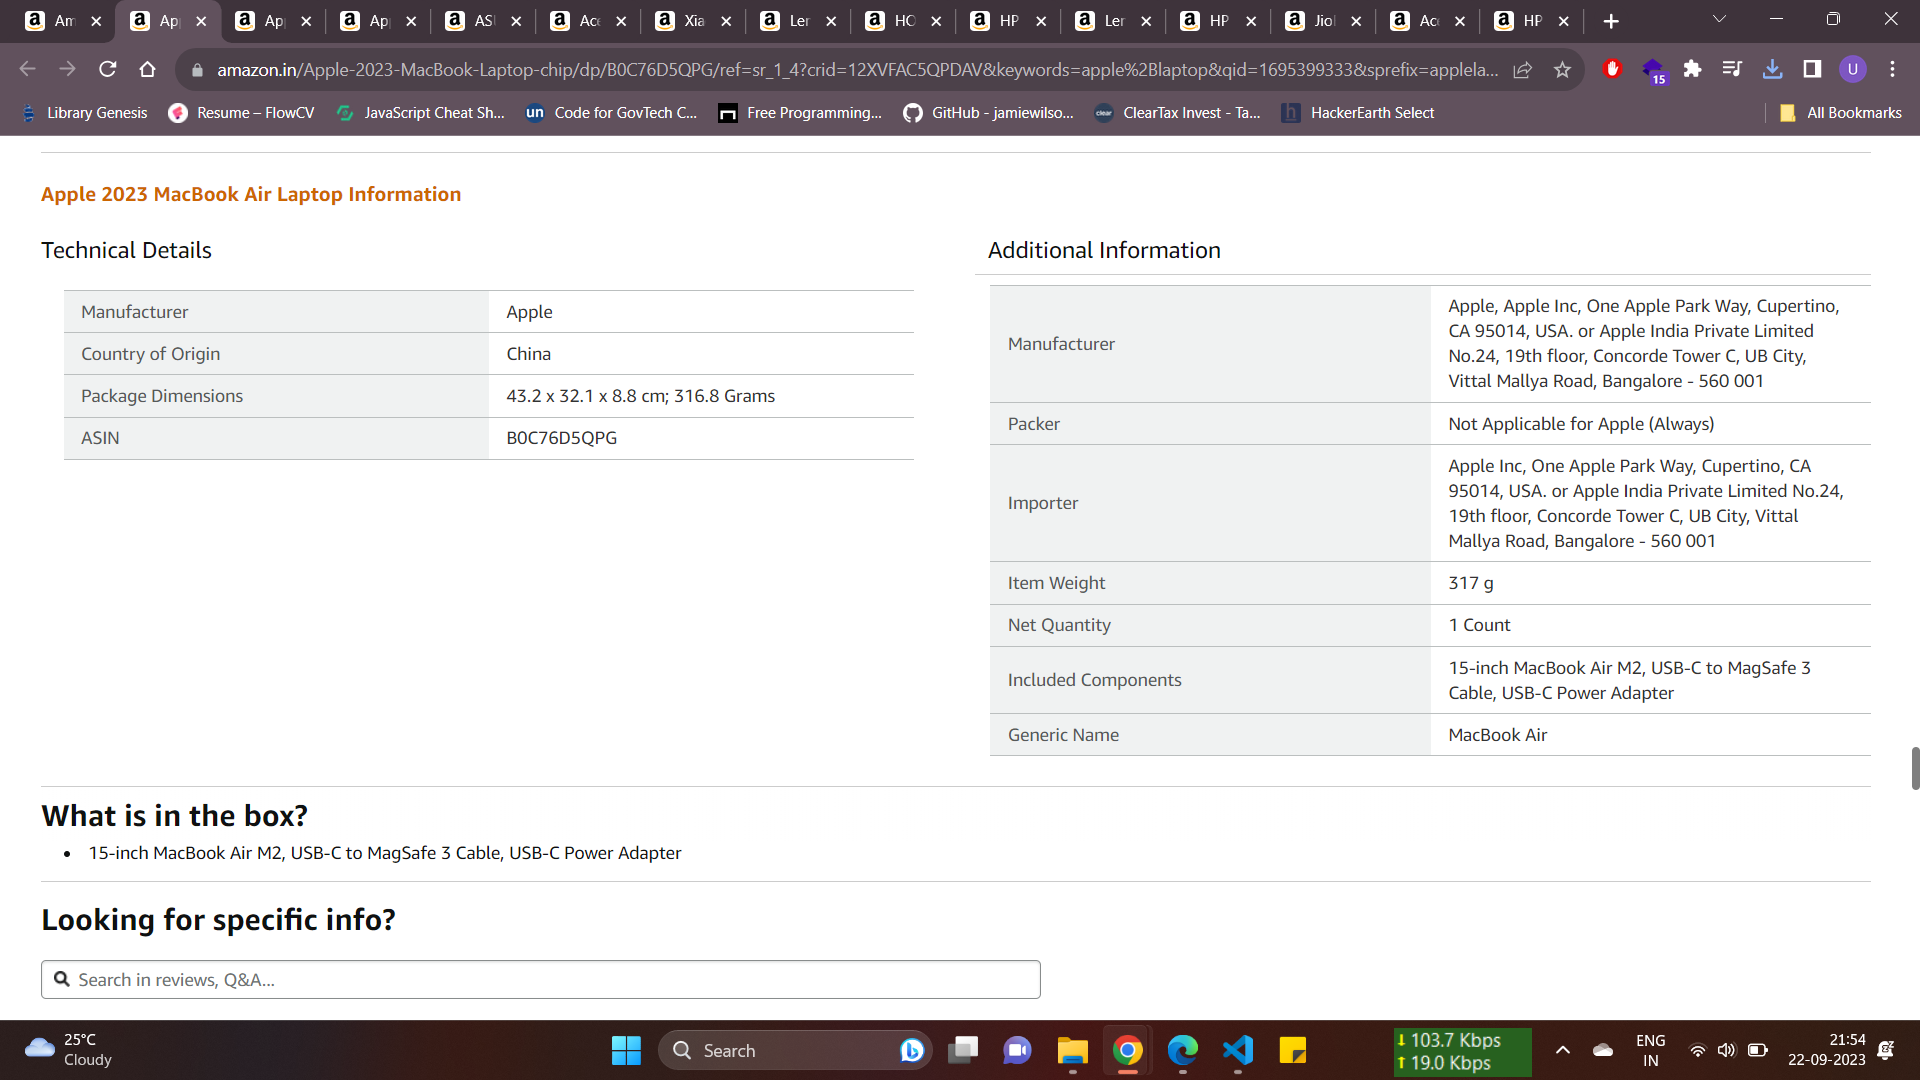 Am
Ap
Ap
Ap
ASU
Ace
Xia
Ler
HO
HP
Ler
HP
Jio
Ace
HP
amazon.in/Apple-2023-MacBook-Laptop-chip/dp/B0C76D5QPG/ref=sr_1_4?crid=12XVFAC5QPDAV&keywords=apple%2Blaptop&qid=1695399333&sprefix=applela...
15
U
Library Genesis
Resume – FlowCV
JavaScript Cheat Sh...
un Code for GovTech C...
Free Programming...
GitHub - jamiewilso...
clear ClearTax Invest - Ta...
h HackerEarth Select
All Bookmarks
Apple 2023 MacBook Air Laptop Information
Technical Details
Manufacturer Apple
Country of Origin China
Package Dimensions 43.2 x 32.1 x 8.8 cm; 316.8 Grams
ASIN B0C76D5QPG
Additional Information
Manufacturer
Apple, Apple Inc, One Apple Park Way, Cupertino,
CA 95014, USA. or Apple India Private Limited
No.24, 19th floor, Concorde Tower C, UB City,
Vittal Mallya Road, Bangalore - 560 001
Packer Not Applicable for Apple (Always)
Importer
Apple Inc, One Apple Park Way, Cupertino, CA
95014, USA. or Apple India Private Limited No.24,
19th floor, Concorde Tower C, UB City, Vittal
Mallya Road, Bangalore - 560 001
Item Weight 317 g
Net Quantity 1 Count
Included Components
15-inch MacBook Air M2, USB-C to MagSafe 3
Cable, USB-C Power Adapter
Generic Name MacBook Air
What is in the box?
• 15-inch MacBook Air M2, USB-C to MagSafe 3 Cable, USB-C Power Adapter
Looking for specific info?
Search in reviews, Q&A...
25°C
Cloudy
Search
103.7 Kbps
19.0 Kbps
ENG
IN
21:54
22-09-2023